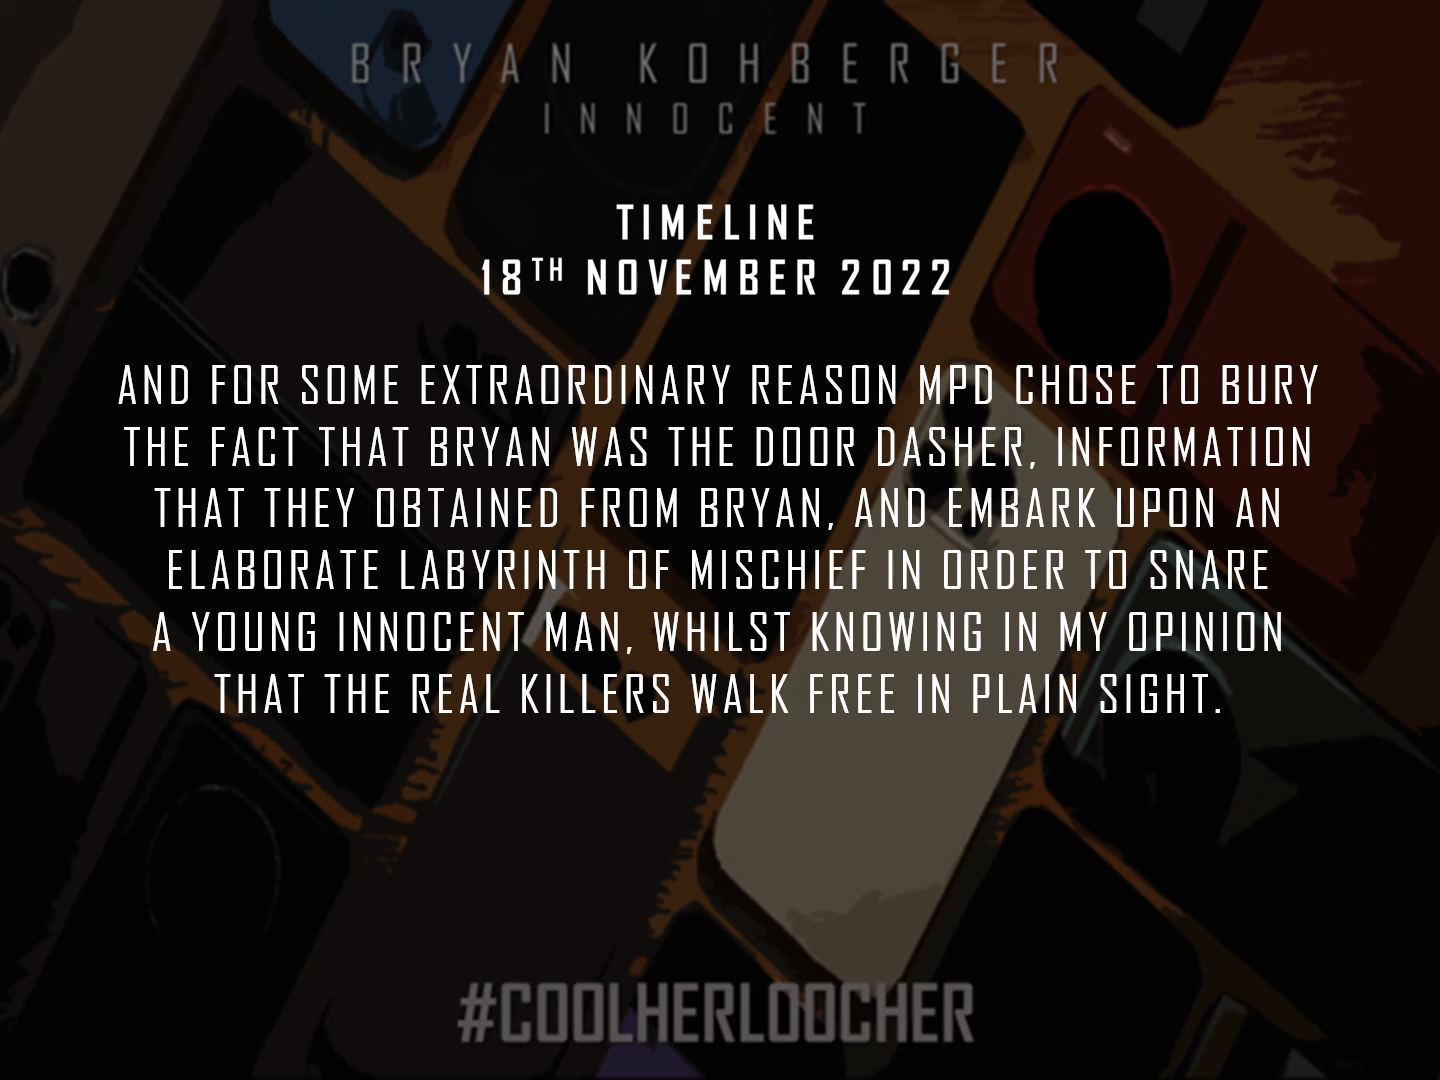 BRYAN KOHBERGER
INNOCENT
TIMELINE
18TH NOVEMBER 2022
AND FOR SOME EXTRAORDINARY REASON MPD CHOSE TO BURY
THE FACT THAT BRYAN WAS THE DOOR DASHER, INFORMATION
THAT THEY OBTAINED FROM BRYAN, AND EMBARK UPON AN
ELABORATE LABYRINTH OF MISCHIEF IN ORDER TO SNARE
A YOUNG INNOCENT MAN, WHILST KNOWING IN MY OPINION
THAT THE REAL KILLERS WALK FREE IN PLAIN SIGHT.
#COOLHERLOOCHER